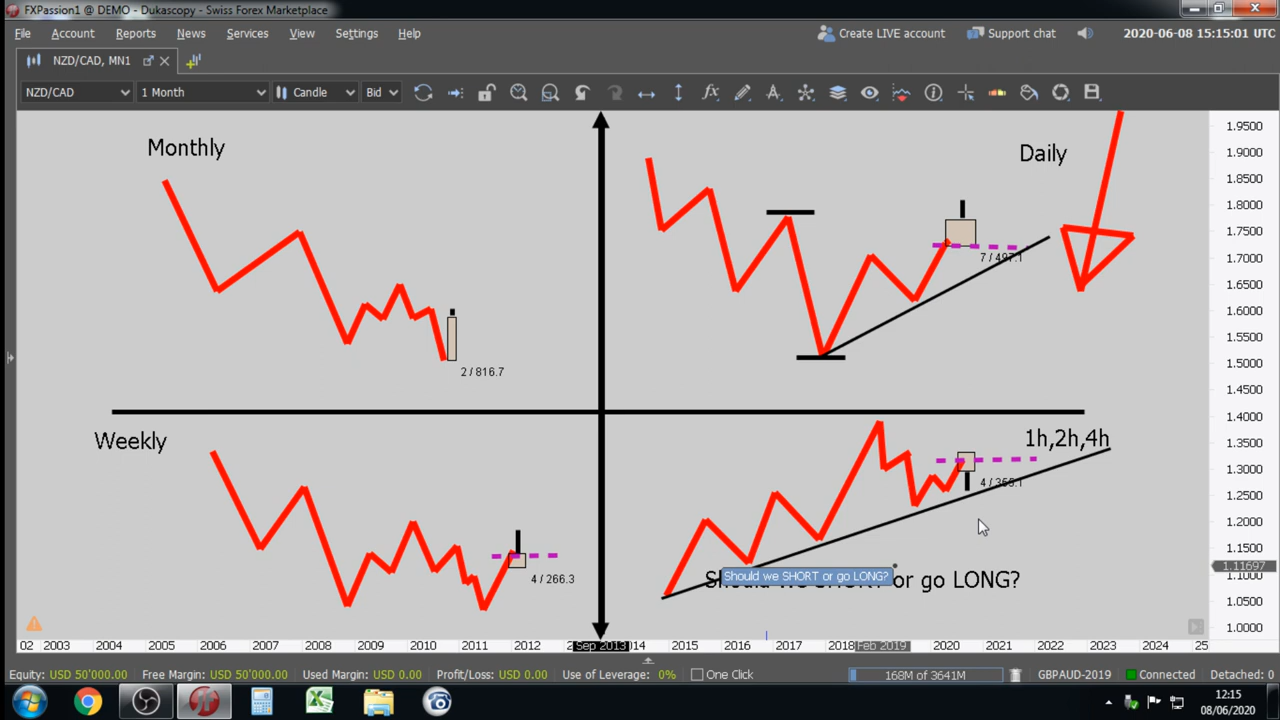 FXPassion1 @ DEMO - Dukascopy - Swiss Forex Marketplace
File Account Reports News Services View Settings Help
Create LIVE account Support chat 2020-06-08 15:15:01 UTC
NZD/CAD, MN1
NZD/CAD 1 Month Candle Bid
Monthly
2 / 816.7
Daily
7 / 497.1
Weekly
4 / 266.3
1h,2h,4h
4 / 355.1
Should we SHORT or go LONG?
Should we SHORT or go LONG?
1.9500
1.9000
1.8500
1.8000
1.7500
1.7000
1.6500
1.6000
1.5500
1.5000
1.4500
1.4000
1.3500
1.3000
1.2500
1.2000
1.1500
1.11697
1.1000
1.0500
1.0000
02 2003 2004 2005 2006 2007 2008 2009 2010 2011 2012 2 Sep 2013 14 2015 2016 2017 2018 Feb 2019 2020 2021 2022 2023 2024 25
Equity: USD 50'000.00 Free Margin: USD 50'000.00 Used Margin: USD 0.00 Profit/Loss: USD 0.00 Use of Leverage: 0% One Click 168M of 3641M GBPAUD-2019 Connected Detached: 0
12:15
08/06/2020